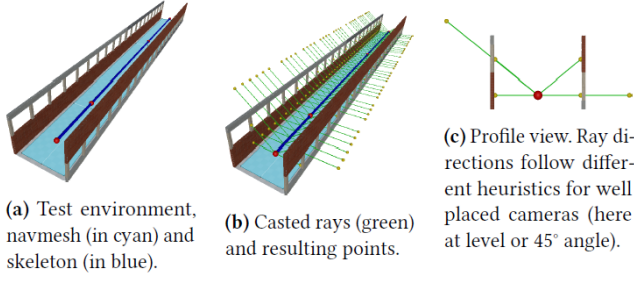 (a) Test environment,
navmesh (in cyan) and
skeleton (in blue).
(b) Casted rays (green)
and resulting points.
(c) Profile view. Ray di-
rections follow differ-
ent heuristics for well
placed cameras (here
at level or 45° angle).